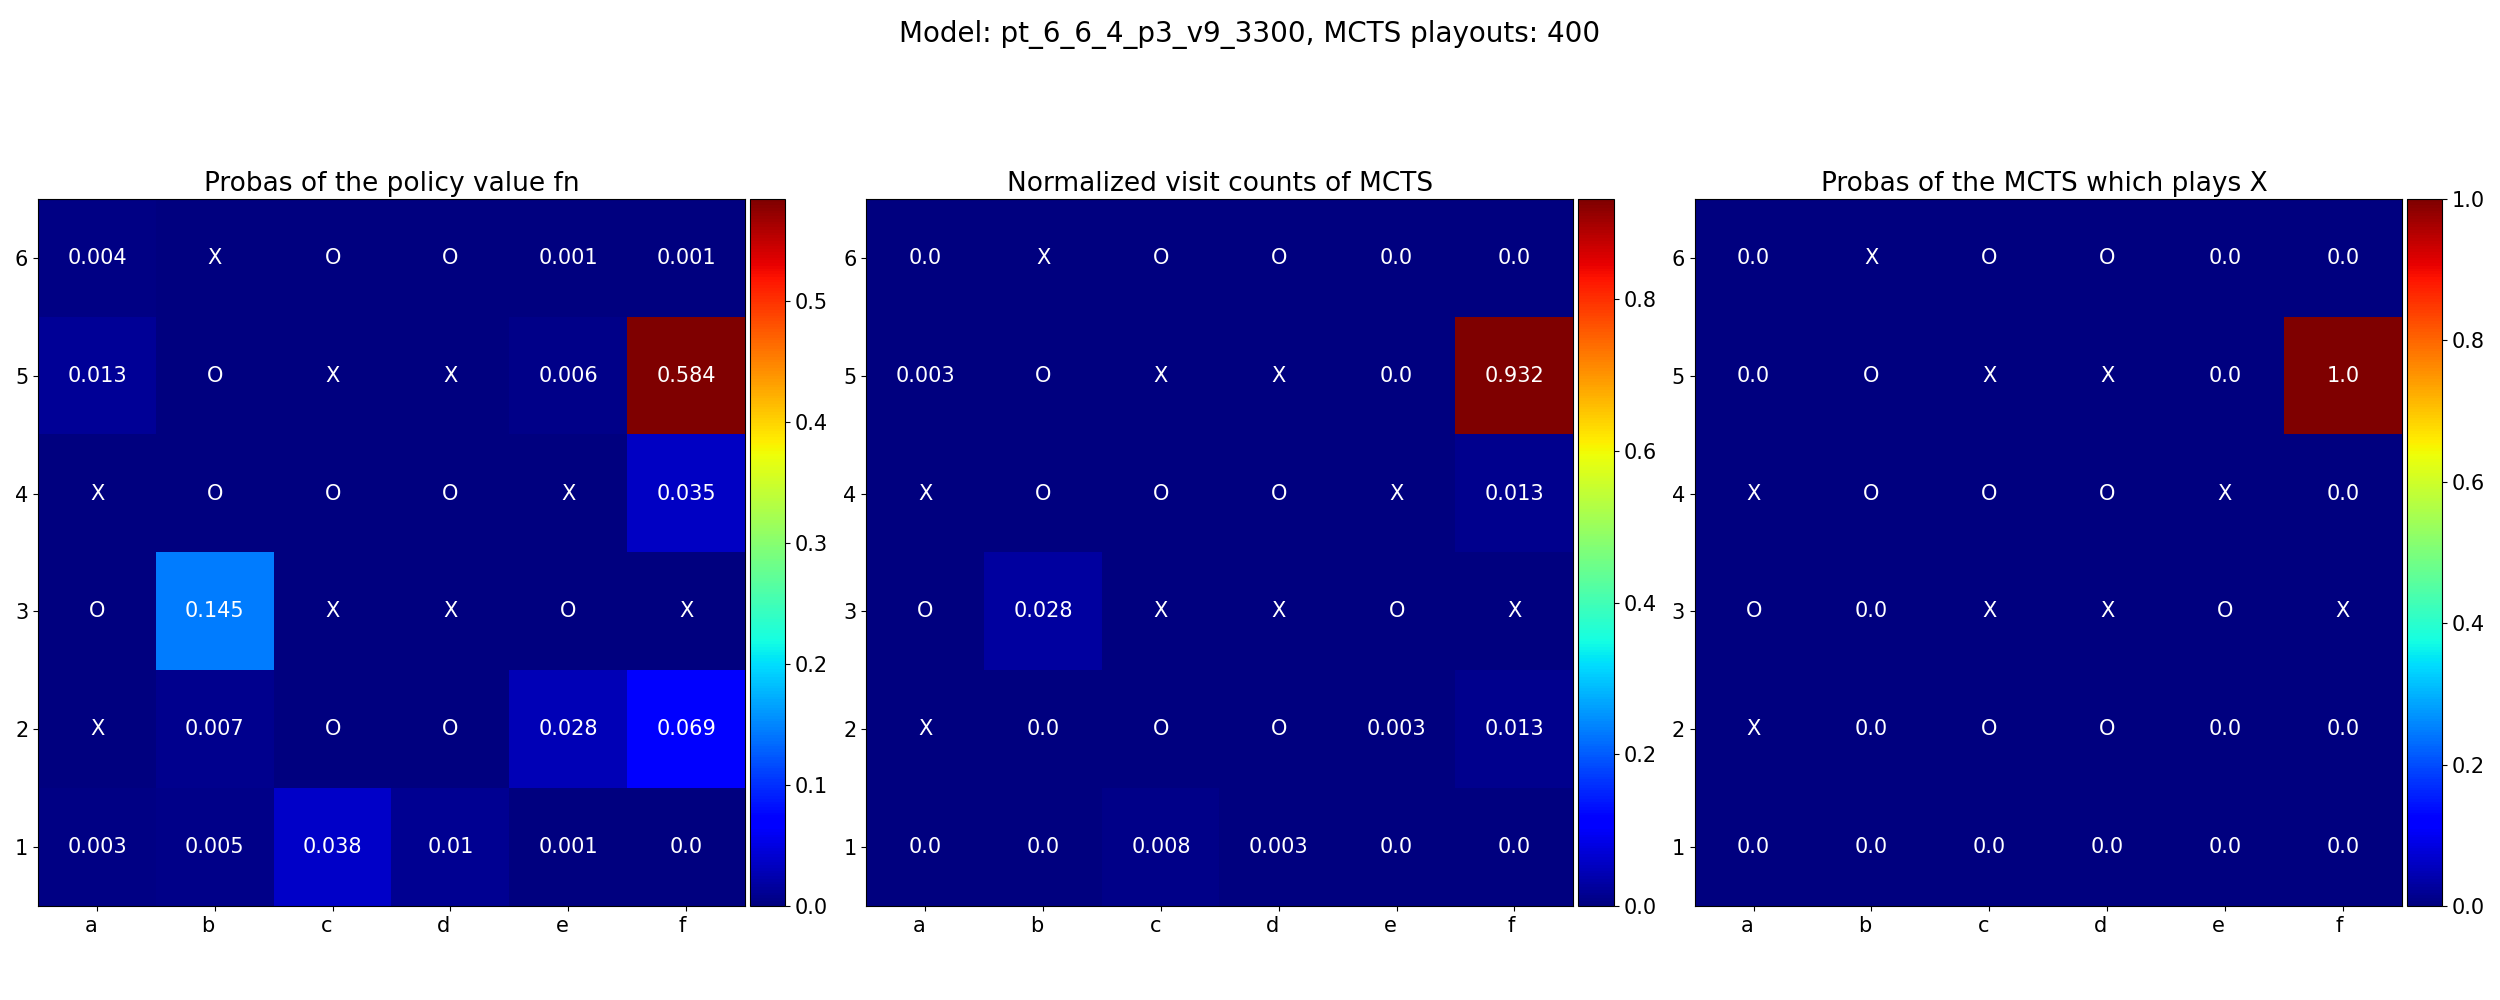 Model: pt_6_6_4_p3_v9_3300, MCTS playouts: 400
Probas of the policy value fn
6 0.004 X O O 0.001 0.001
5 0.013 O X X 0.006 0.584
4 X O O O X 0.035
3 O 0.145 X X O X
2 X 0.007 O O 0.028 0.069
1 0.003 0.005 0.038 0.01 0.001 0.0
a b c d e f
0.5
0.4
0.3
0.2
0.1
0.0
Normalized visit counts of MCTS
6 0.0 X O O 0.0 0.0
5 0.003 O X X 0.0 0.932
4 X O O O X 0.013
3 O 0.028 X X O X
2 X 0.0 O O 0.003 0.013
1 0.0 0.0 0.008 0.003 0.0 0.0
a b c d e f
0.8
0.6
0.4
0.2
0.0
Probas of the MCTS which plays X
6 0.0 X O O 0.0 0.0
5 0.0 O X X 0.0 1.0
4 X O O O X 0.0
3 O 0.0 X X O X
2 X 0.0 O O 0.0 0.0
1 0.0 0.0 0.0 0.0 0.0 0.0
a b c d e f
1.0
0.8
0.6
0.4
0.2
0.0